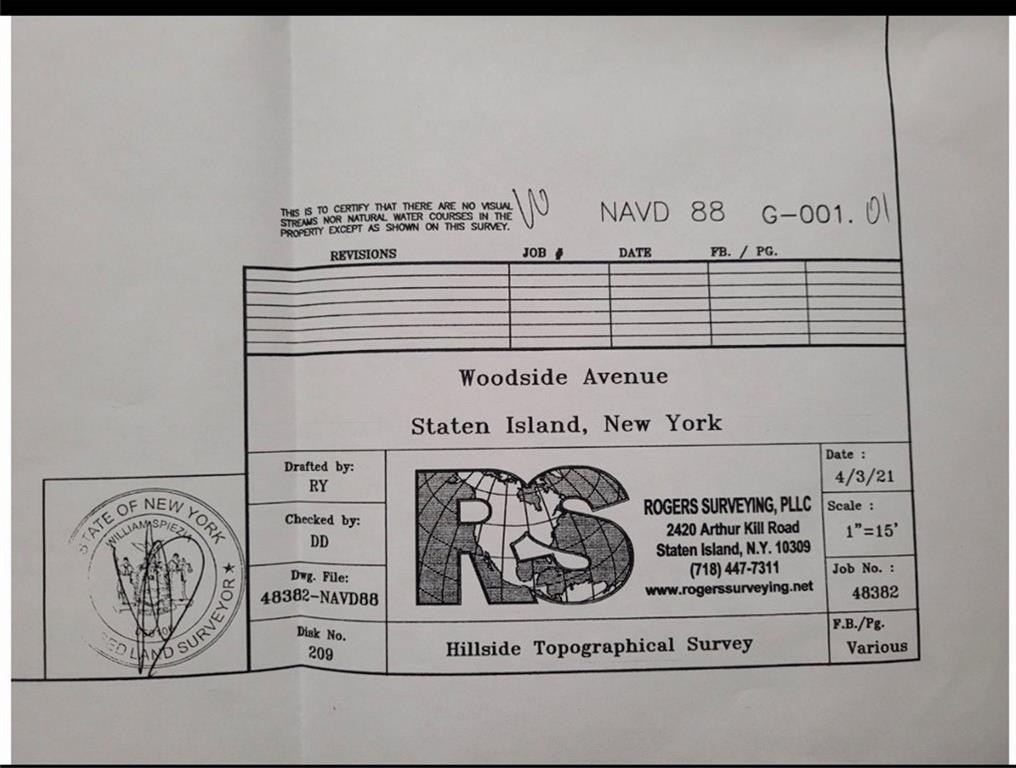 THIS IS TO CERTIFY THAT THERE ARE NO VISUAL
STREAMS NOR NATURAL WATER COURSES IN THE
PROPERTY EXCEPT AS SHOWN ON THIS SURVEY.
NAVD 88 G-001.01
REVISIONS JOB # DATE FB. / PG.
Woodside Avenue
Staten Island, New York
Drafted by:
RY
Checked by:
DD
Dwg. File:
48382-NAVD88
Disk No.
209
RS
ROGERS SURVEYING, PLLC
2420 Arthur Kill Road
Staten Island, N.Y. 10309
(718) 447-7311
www.rogerssurveying.net
Hillside Topographical Survey
Date :
4/3/21
Scale :
1"=15'
Job No. :
48382
F.B./Pg.
Various
STATE OF NEW YORK
WILLIAM SPIEZIA
LAND SURVEYOR